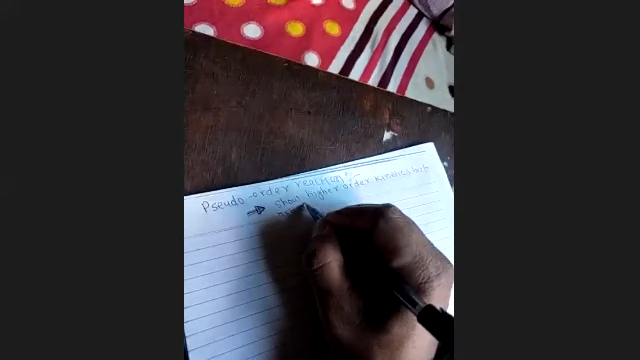 Pseudo-order reaction:-
⇒ show higher order kinetics but